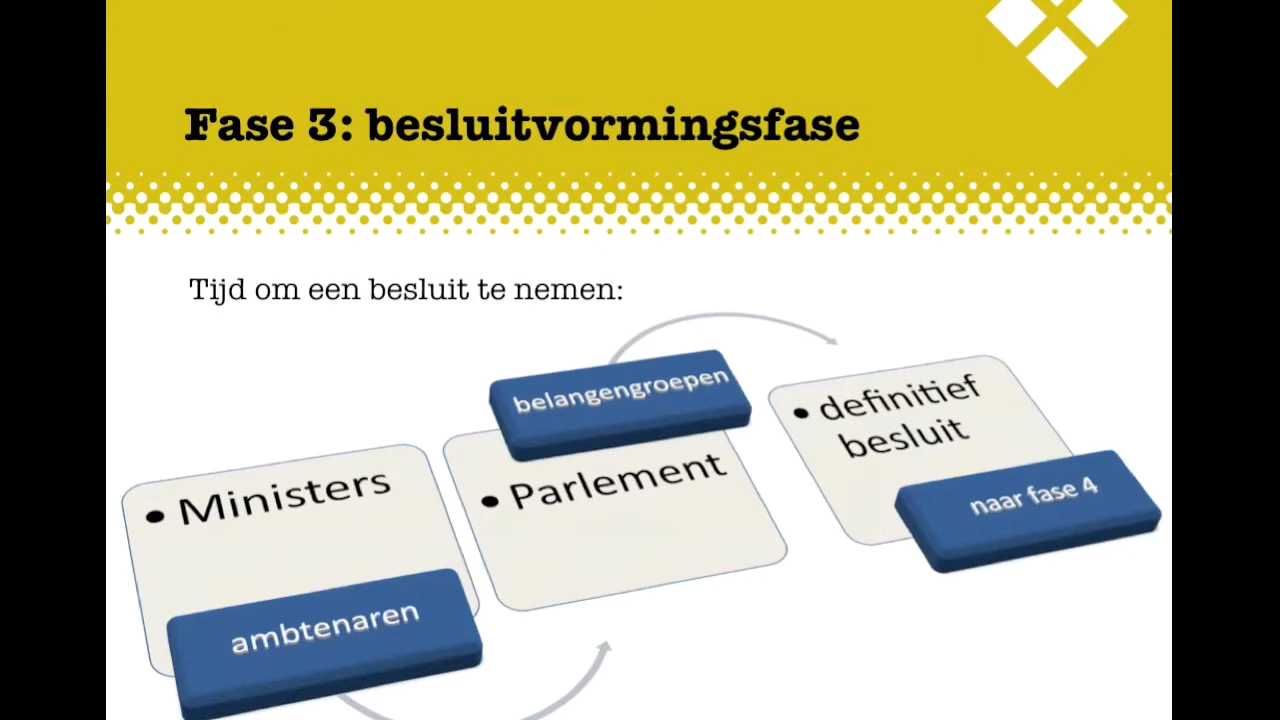 Fase 3: besluitvormingsfase
Tijd om een besluit te nemen:
• Ministers
ambtenaren
belangengroepen
• Parlement
• definitief
besluit
naar fase 4